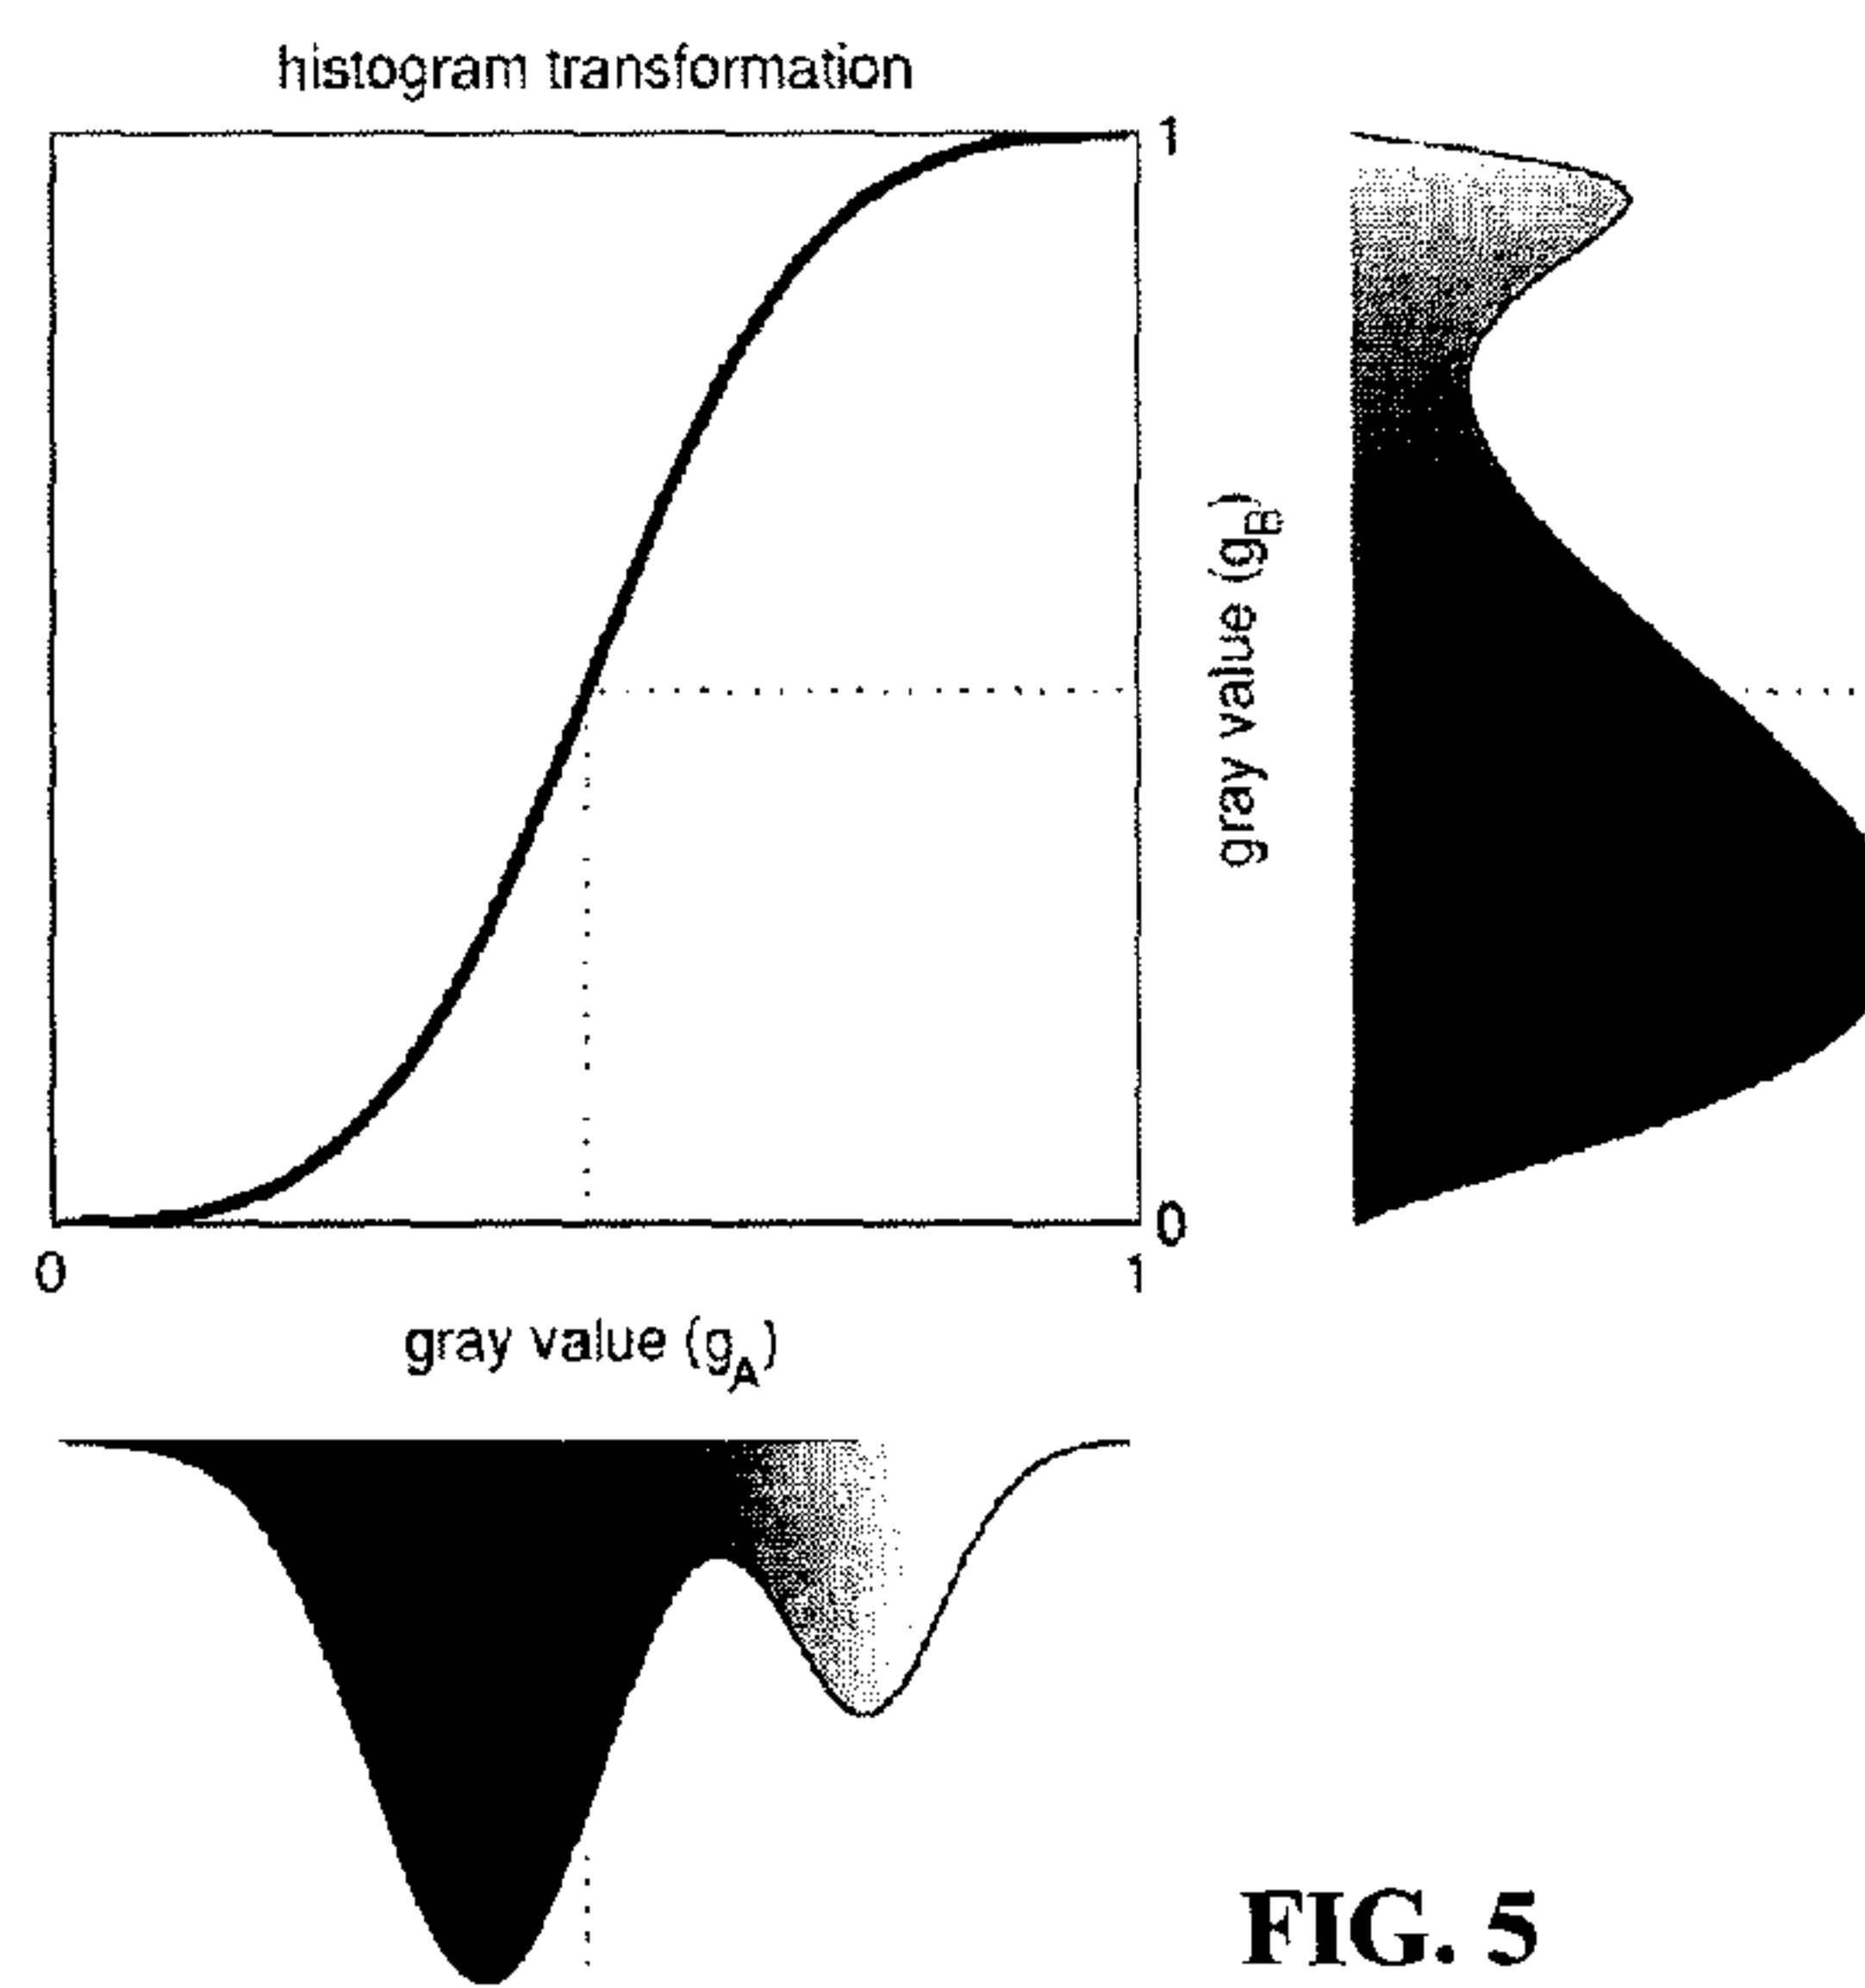 histogram transformation
1
gray value (g_B)
0
0
1
gray value (g_A)
FIG. 5